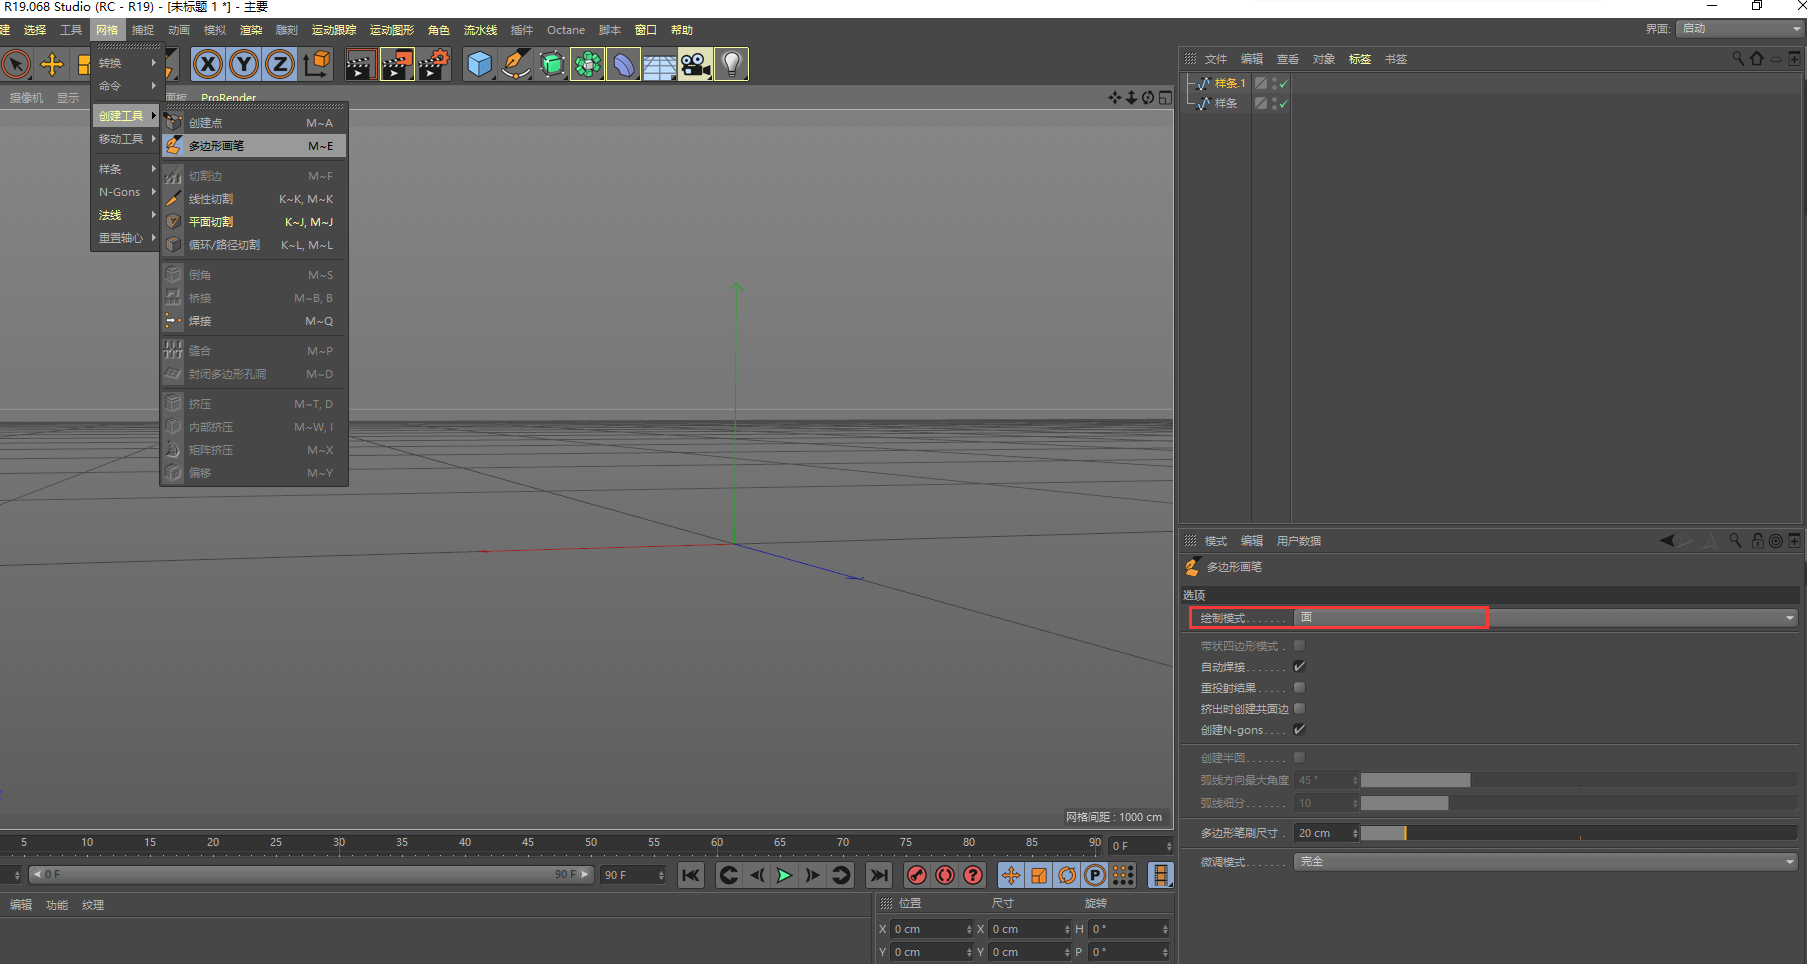 R19.068 Studio (RC - R19) - [未标题 1 *] - 主要
建 选择 工具 网格 捕捉 动画 模拟 渲染 雕刻 运动跟踪 运动图形 角色 流水线 插件 Octane 脚本 窗口 帮助 界面: 启动
X Y Z
文件 编辑 查看 对象 标签 书签
摄像机 显示 面板 ProRender
转换
命令
创建工具
移动工具
样条
N-Gons
法线
重置轴心
创建点 M~A
多边形画笔 M~E
切割边 M~F
线性切割 K~K, M~K
平面切割 K~J, M~J
循环/路径切割 K~L, M~L
倒角 M~S
桥接 M~B, B
焊接 M~Q
缝合 M~P
封闭多边形孔洞 M~D
挤压 M~T, D
内部挤压 M~W, I
矩阵挤压 M~X
偏移 M~Y
样条.1
样条
网格间距 : 1000 cm
模式 编辑 用户数据
多边形画笔
选项
绘制模式. . . . . . . 面
带状四边形模式 .
自动焊接. . . . . . .
重投射结果. . . . .
挤出时创建共面边
创建N-gons. . . .
创建半圆. . . . . . .
弧线方向最大角度 45 °
弧线细分. . . . . . . 10
多边形笔刷尺寸 . 20 cm
微调模式. . . . . . . 完全
5 10 15 20 25 30 35 40 45 50 55 60 65 70 75 80 85 90 0 F
0 F 90 F 90 F
P
编辑 功能 纹理
位置 尺寸 旋转
X 0 cm X 0 cm H 0 °
Y 0 cm Y 0 cm P 0 °